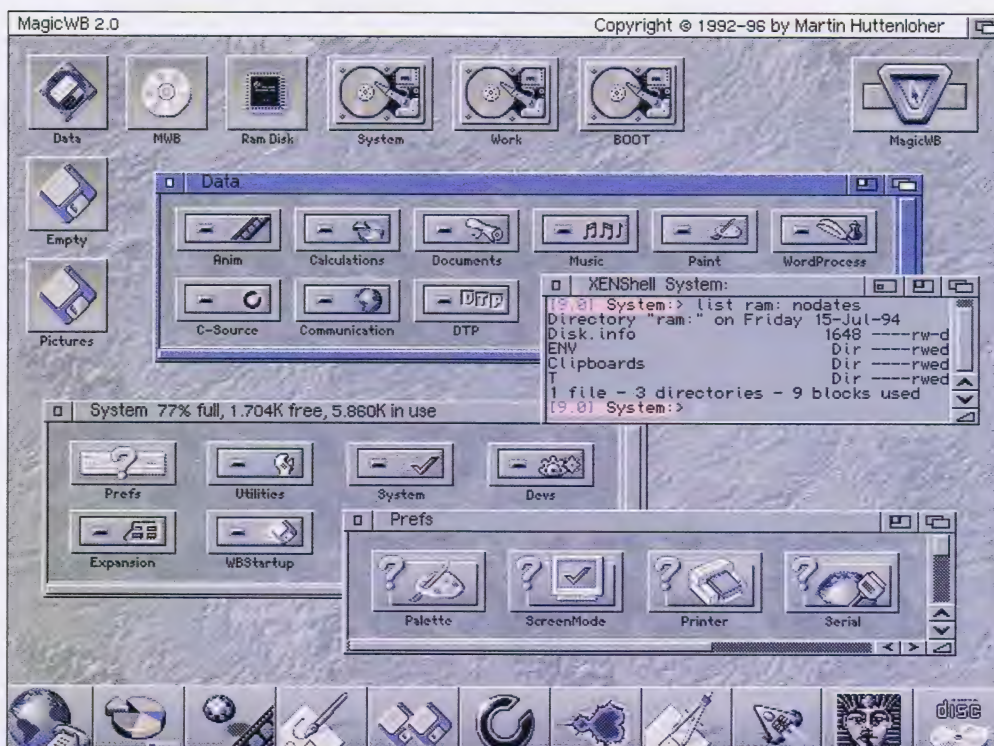 MagicWB 2.0
Copyright © 1992-96 by Martin Huttenloher
Data
MWB
Ram Disk
System
Work
BOOT
MagicWB
Empty
Pictures
Data
Anim
Calculations
Documents
Music
Paint
WordProcess
C-Source
Communication
DTP
DTP
XENShell System:
[9.0] System:> list ram: nodates
Directory "ram:" on Friday 15-Jul-94
Disk.info 1648 ----rw-d
ENV Dir ----rwed
Clipboards Dir ----rwed
T Dir ----rwed
1 file - 3 directories - 9 blocks used
[9.0] System:>
System 77% full, 1.704K free, 5.860K in use
Prefs
Utilities
System
Devs
Expansion
WBStartup
Prefs
Palette
ScreenMode
Printer
Serial
disc